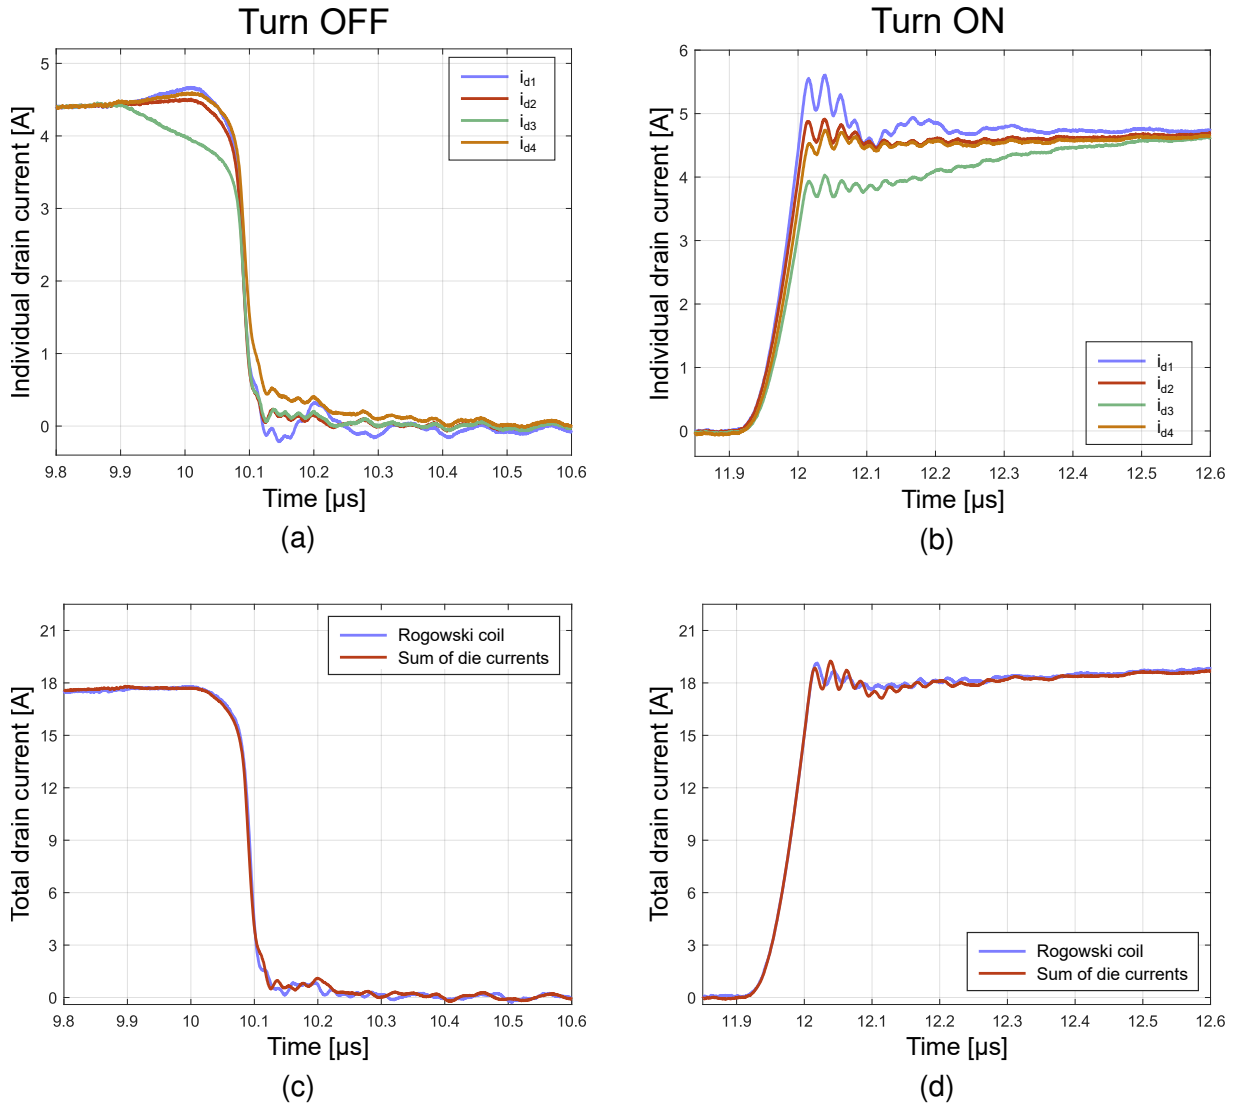 Turn OFF
Turn ON
Individual drain current [A]
5
4
3
2
1
0
i_d1
i_d2
i_d3
i_d4
9.8 9.9 10 10.1 10.2 10.3 10.4 10.5 10.6
Time [μs]
(a)
Individual drain current [A]
6
5
4
3
2
1
0
i_d1
i_d2
i_d3
i_d4
11.9 12 12.1 12.2 12.3 12.4 12.5 12.6
Time [μs]
(b)
Total drain current [A]
21
18
15
12
9
6
3
0
Rogowski coil
Sum of die currents
9.8 9.9 10 10.1 10.2 10.3 10.4 10.5 10.6
Time [μs]
(c)
Total drain current [A]
21
18
15
12
9
6
3
0
Rogowski coil
Sum of die currents
11.9 12 12.1 12.2 12.3 12.4 12.5 12.6
Time [μs]
(d)